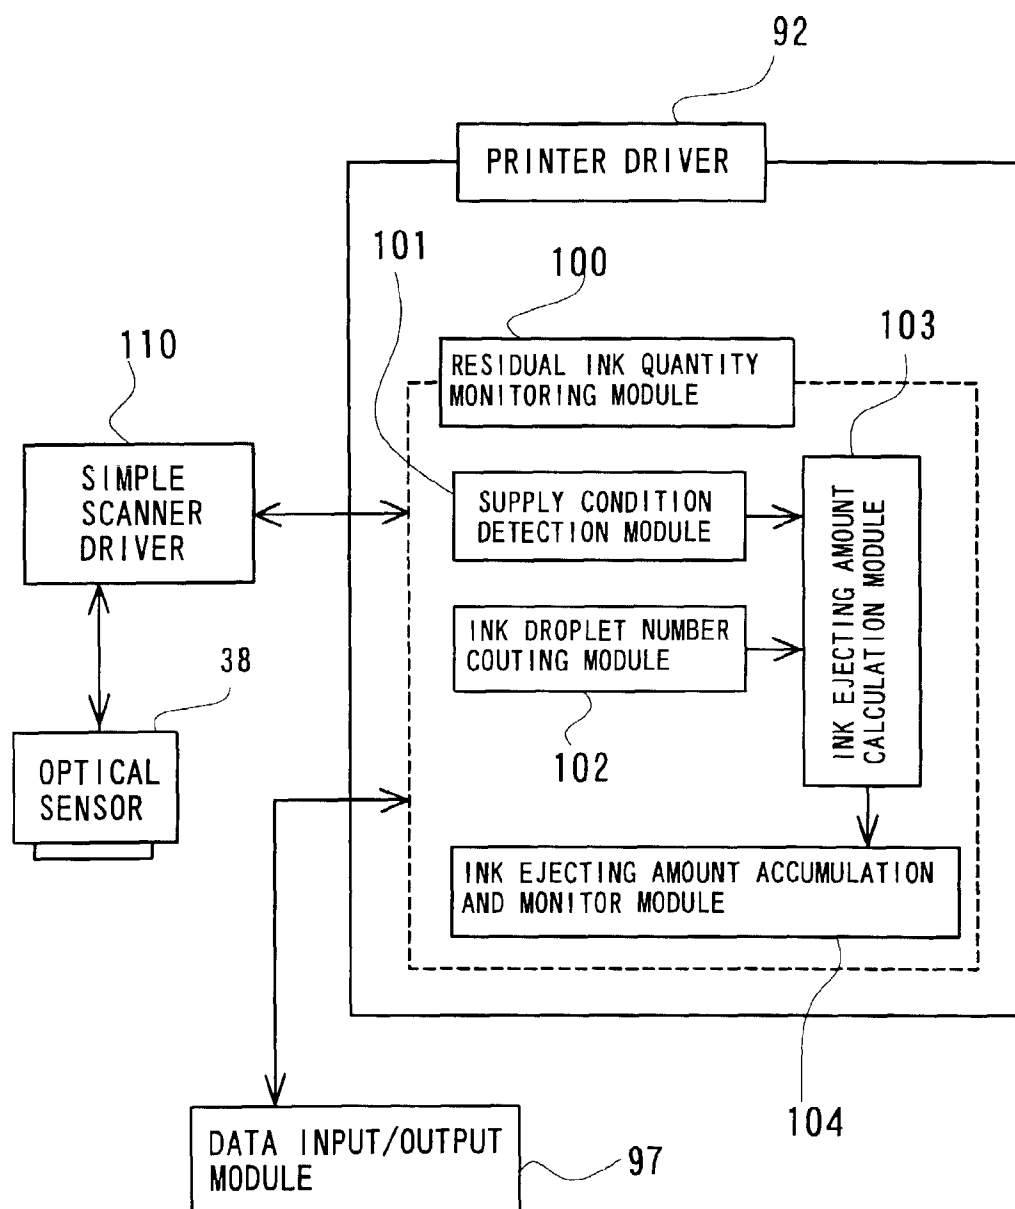 92
PRINTER DRIVER
101
100
103
110
RESIDUAL INK QUANTITY
MONITORING MODULE
SIMPLE
SCANNER
DRIVER
SUPPLY CONDITION
DETECTION MODULE
INK EJECTING AMOUNT
CALCULATION MODULE
INK DROPLET NUMBER
COUTING MODULE
38
102
OPTICAL
SENSOR
INK EJECTING AMOUNT ACCUMULATION
AND MONITOR MODULE
104
DATA INPUT/OUTPUT
MODULE
97